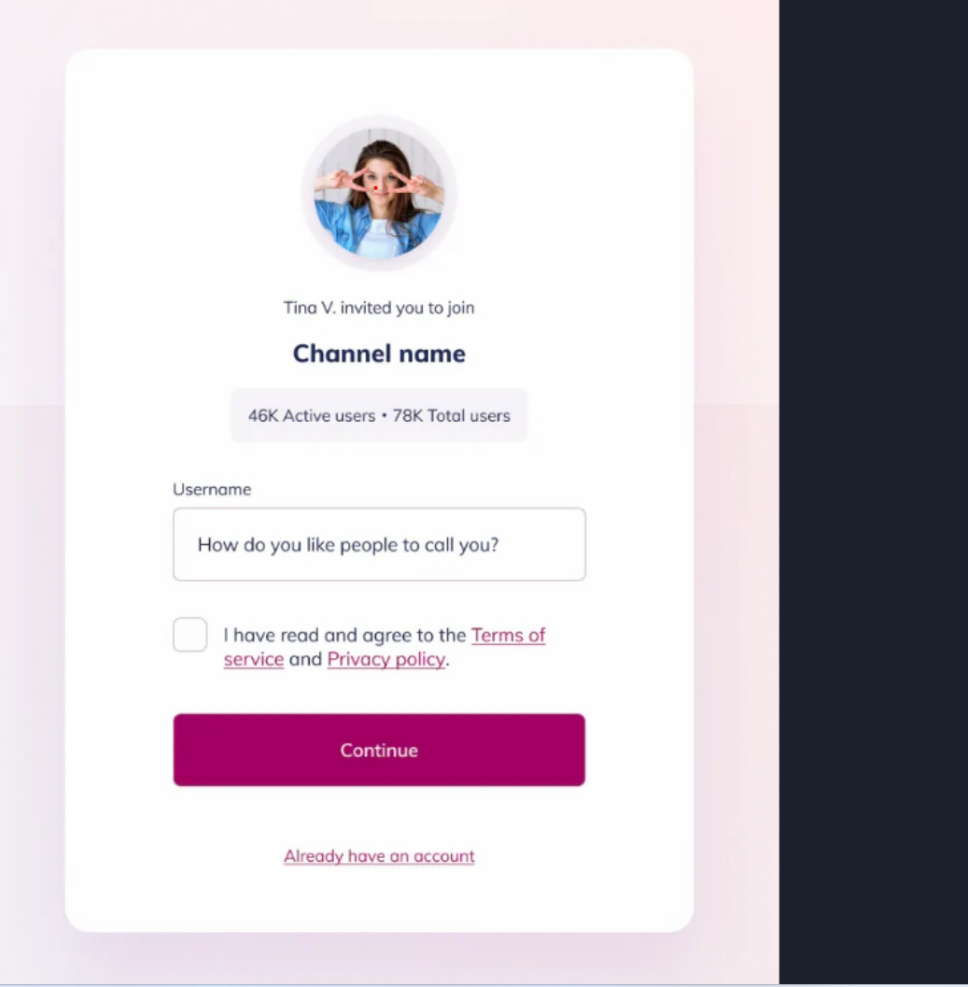 Tina V. invited you to join
Channel name
46K Active users • 78K Total users
Username
How do you like people to call you?
I have read and agree to the Terms of
service and Privacy policy.
Continue
Already have an account